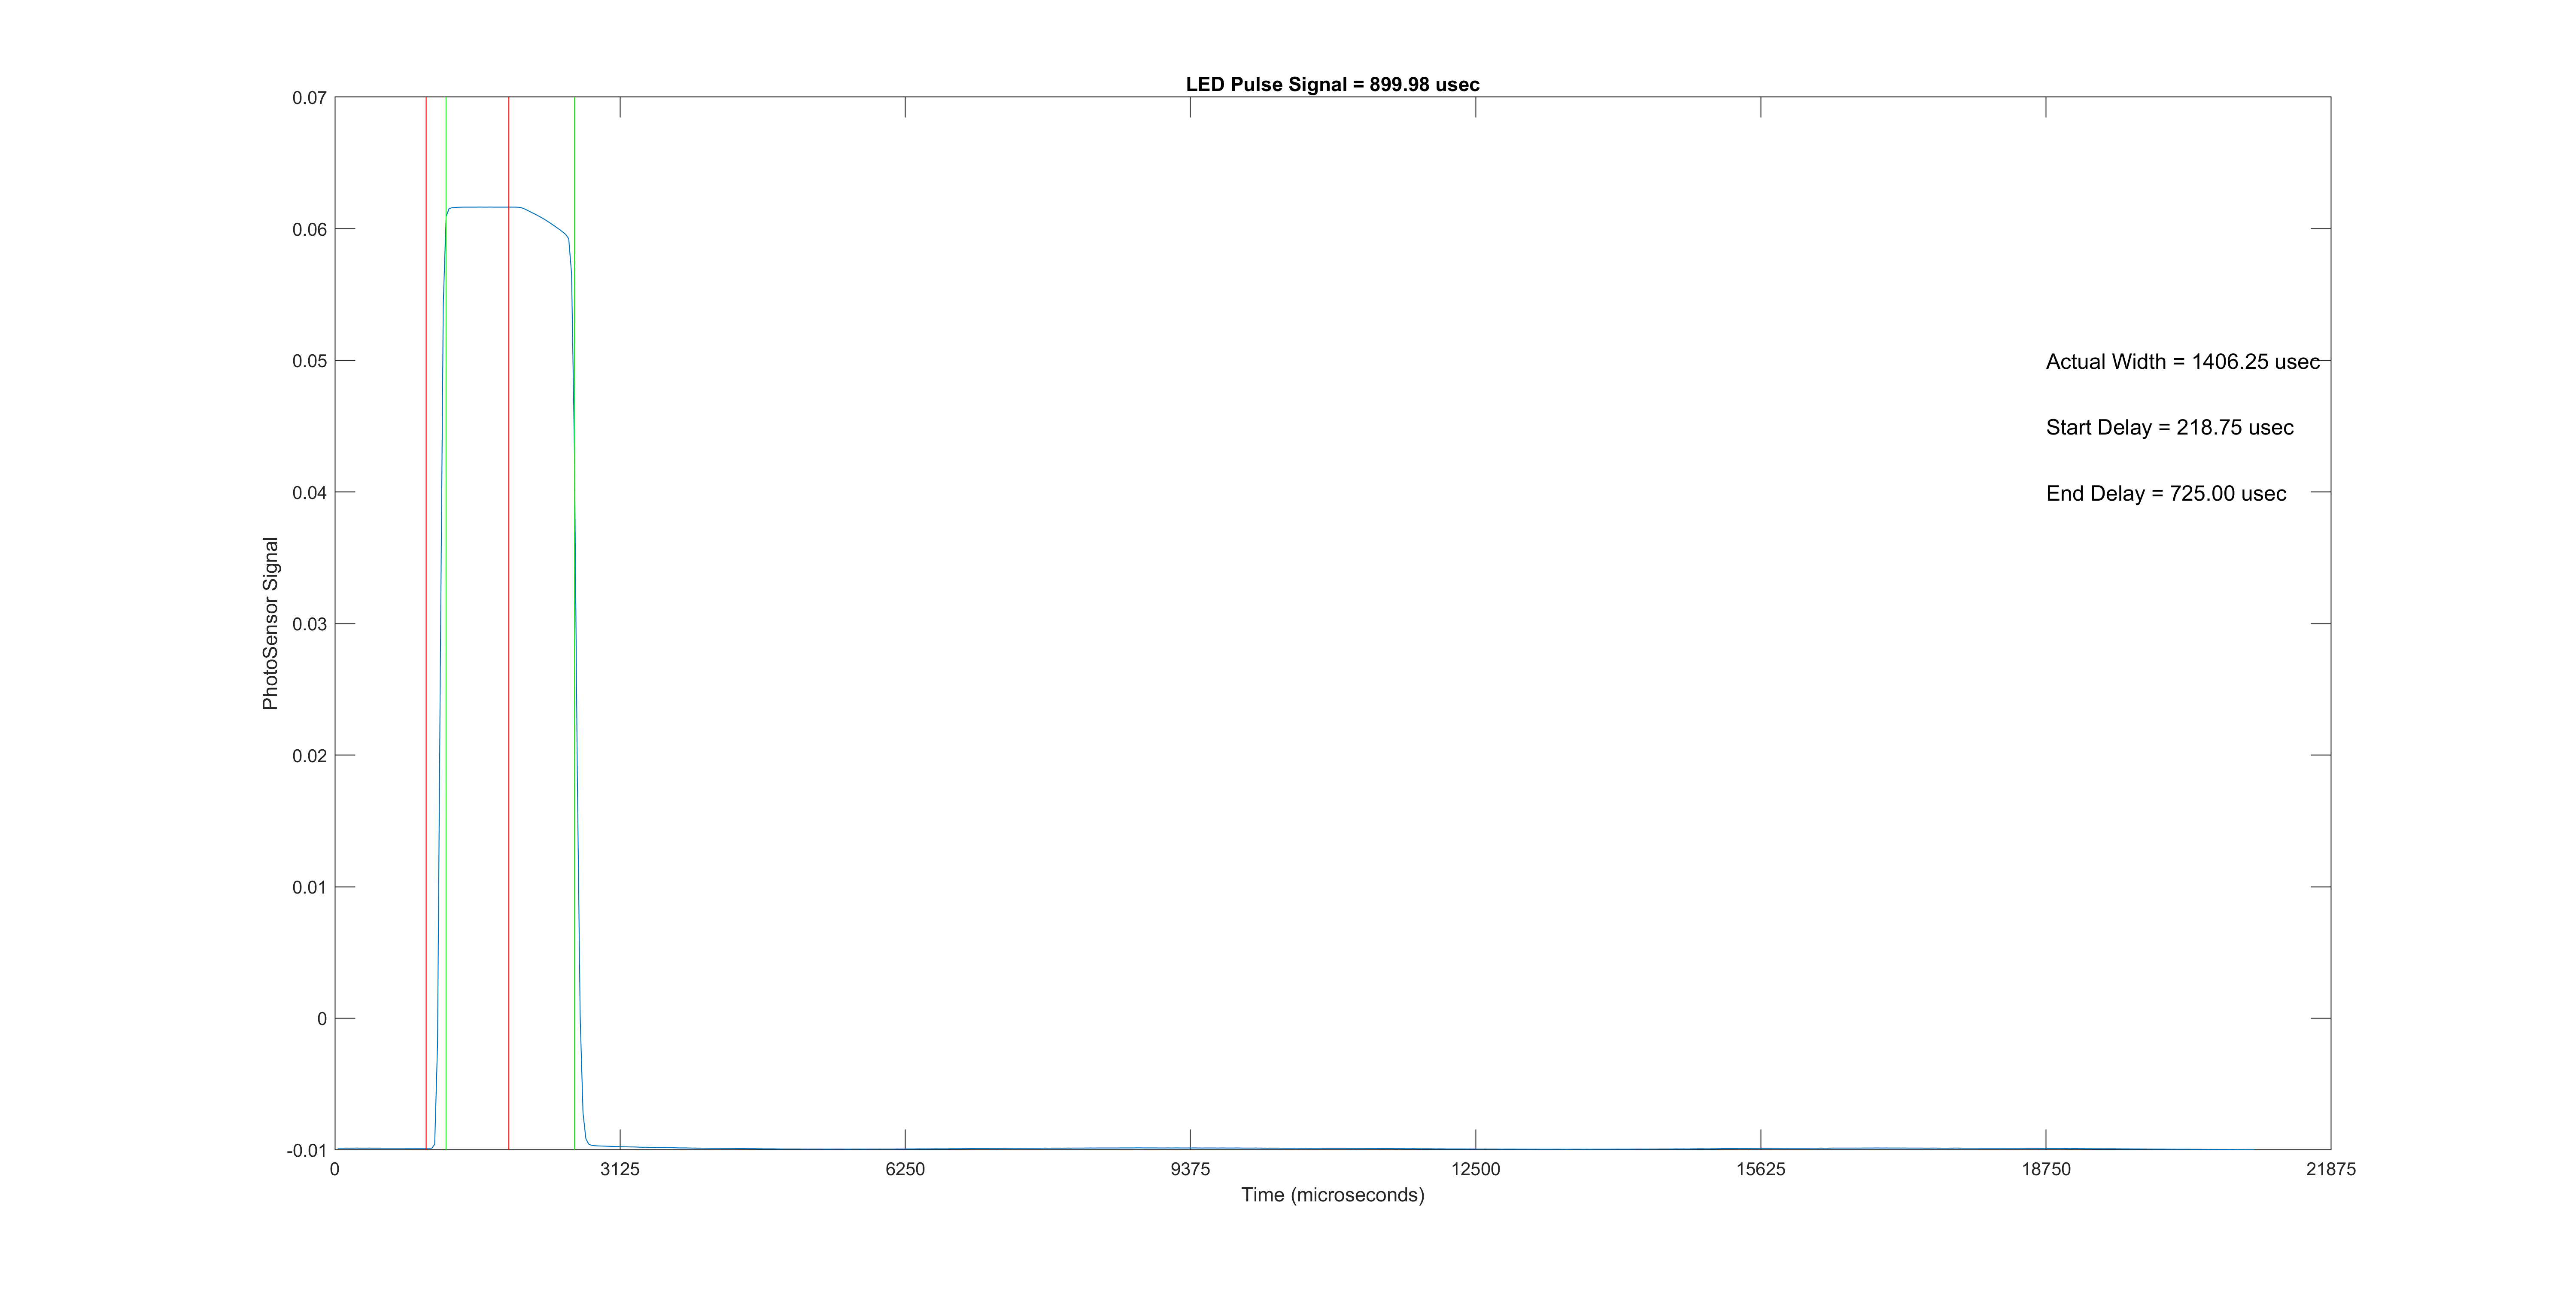 LED Pulse Signal = 899.98 usec
0.07
0.06
0.05
0.04
0.03
0.02
0.01
0
-0.01
PhotoSensor Signal
Actual Width = 1406.25 usec
Start Delay = 218.75 usec
End Delay = 725.00 usec
0 3125 6250 9375 12500 15625 18750 21875
Time (microseconds)